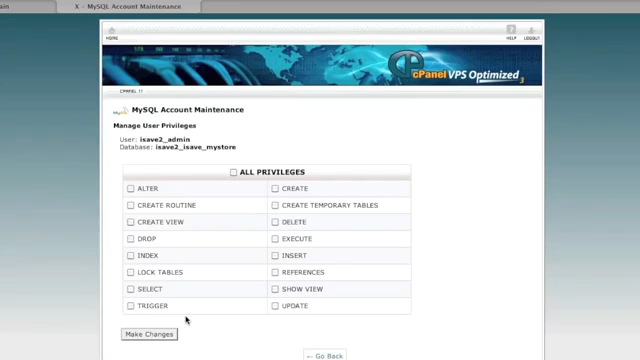 ain
X – MySQL Account Maintenance
HOME
HELP
LOGOUT
cPanel VPS Optimized 3
CPANEL 11
MySQL Account Maintenance
Manage User Privileges
User: isave2_admin
Database: isave2_isave_mystore
ALL PRIVILEGES
ALTER
CREATE
CREATE ROUTINE
CREATE TEMPORARY TABLES
CREATE VIEW
DELETE
DROP
EXECUTE
INDEX
INSERT
LOCK TABLES
REFERENCES
SELECT
SHOW VIEW
TRIGGER
UPDATE
Make Changes
← Go Back